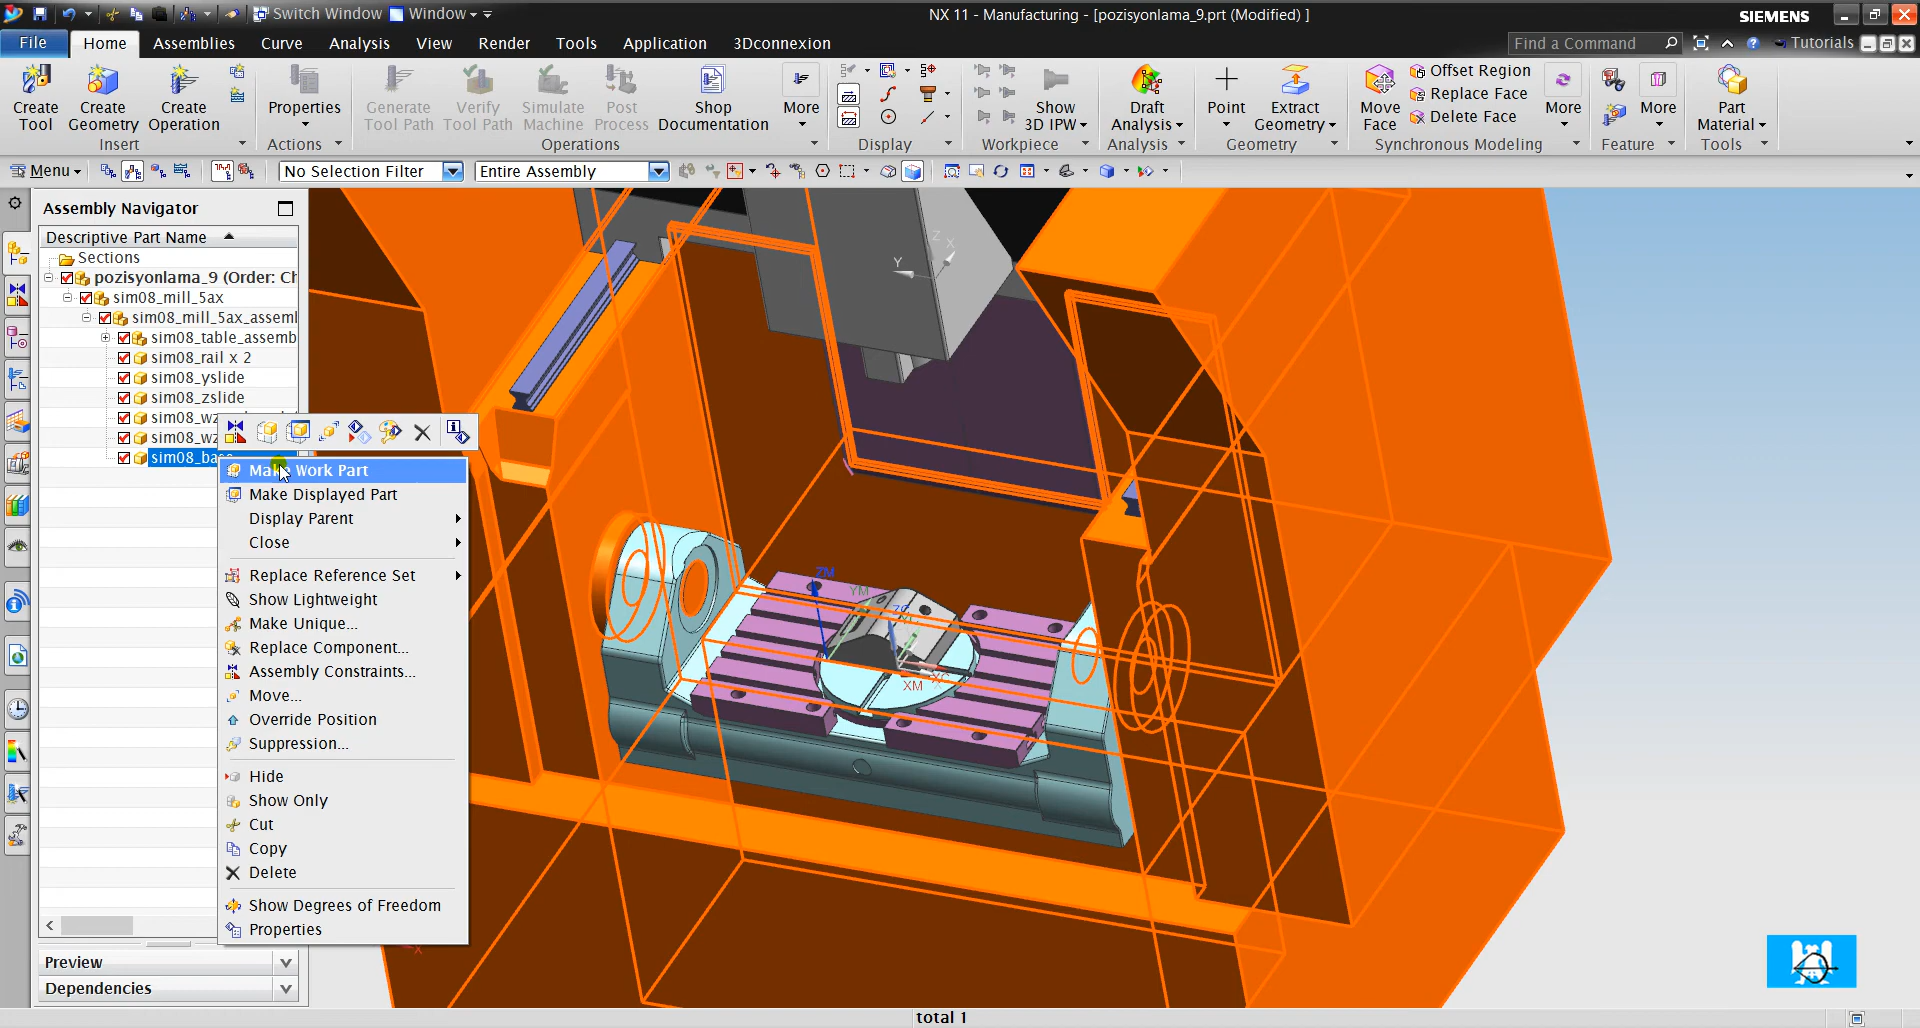 Switch Window Window
NX 11 - Manufacturing - [pozisyonlama_9.prt (Modified) ]
SIEMENS
File Home Assemblies Curve Analysis View Render Tools Application 3Dconnexion
Find a Command
Tutorials
Create Tool
Create Geometry
Create Operation
Insert
Properties
Actions
Generate Tool Path
Verify Tool Path
Simulate Machine
Post Process
Shop Documentation
More
Operations
Display
Show 3D IPW
Workpiece
Draft Analysis
Analysis
Point
Extract Geometry
Geometry
Move Face
Offset Region
Replace Face
Delete Face
More
Synchronous Modeling
More
Feature
Part Material
Tools
Menu
No Selection Filter
Entire Assembly
Assembly Navigator
Descriptive Part Name
Sections
pozisyonlama_9 (Order: Ch
sim08_mill_5ax
sim08_mill_5ax_assembl
sim08_table_assemb
sim08_rail x 2
sim08_yslide
sim08_zslide
sim08_wz
sim08_wz
sim08_ba
Make Work Part
Make Displayed Part
Display Parent
Close
Replace Reference Set
Show Lightweight
Make Unique...
Replace Component...
Assembly Constraints...
Move...
Override Position
Suppression...
Hide
Show Only
Cut
Copy
Delete
Show Degrees of Freedom
Properties
Preview
Dependencies
Z
X
Y
ZM
YM
ZC
YC
XM
XC
total 1